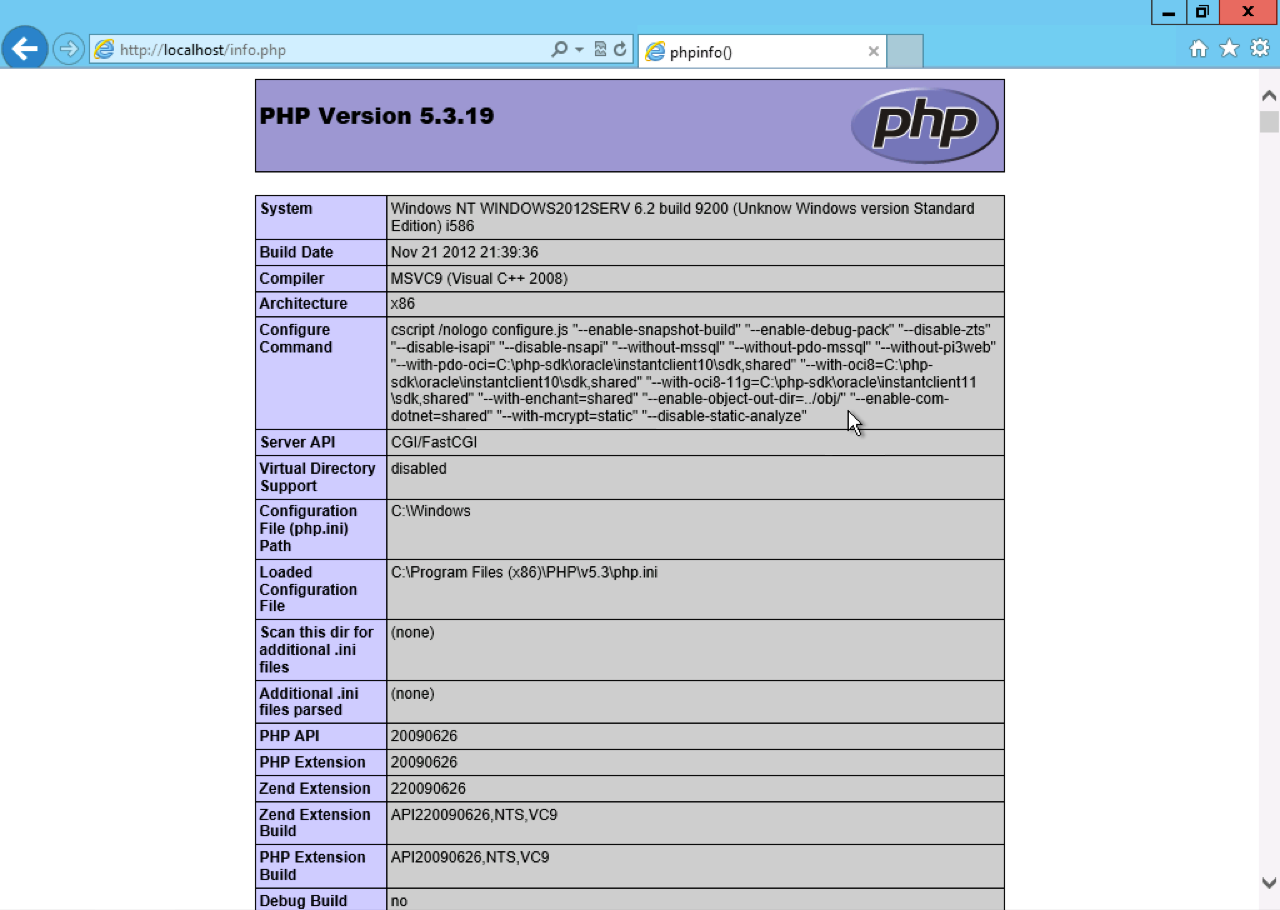 http://localhost/info.php
phpinfo()
PHP Version 5.3.19
php
System
Windows NT WINDOWS2012SERV 6.2 build 9200 (Unknow Windows version Standard
Edition) i586
Build Date
Nov 21 2012 21:39:36
Compiler
MSVC9 (Visual C++ 2008)
Architecture
x86
Configure
Command
cscript /nologo configure.js "--enable-snapshot-build" "--enable-debug-pack" "--disable-zts"
"--disable-isapi" "--disable-nsapi" "--without-mssql" "--without-pdo-mssql" "--without-pi3web"
"--with-pdo-oci=C:\php-sdk\oracle\instantclient10\sdk,shared" "--with-oci8=C:\php-
sdk\oracle\instantclient10\sdk,shared" "--with-oci8-11g=C:\php-sdk\oracle\instantclient11
\sdk,shared" "--with-enchant=shared" "--enable-object-out-dir=../obj/" "--enable-com-
dotnet=shared" "--with-mcrypt=static" "--disable-static-analyze"
Server API
CGI/FastCGI
Virtual Directory
Support
disabled
Configuration
File (php.ini)
Path
C:\Windows
Loaded
Configuration
File
C:\Program Files (x86)\PHP\v5.3\php.ini
Scan this dir for
additional .ini
files
(none)
Additional .ini
files parsed
(none)
PHP API
20090626
PHP Extension
20090626
Zend Extension
220090626
Zend Extension
Build
API220090626,NTS,VC9
PHP Extension
Build
API20090626,NTS,VC9
Debug Build
no